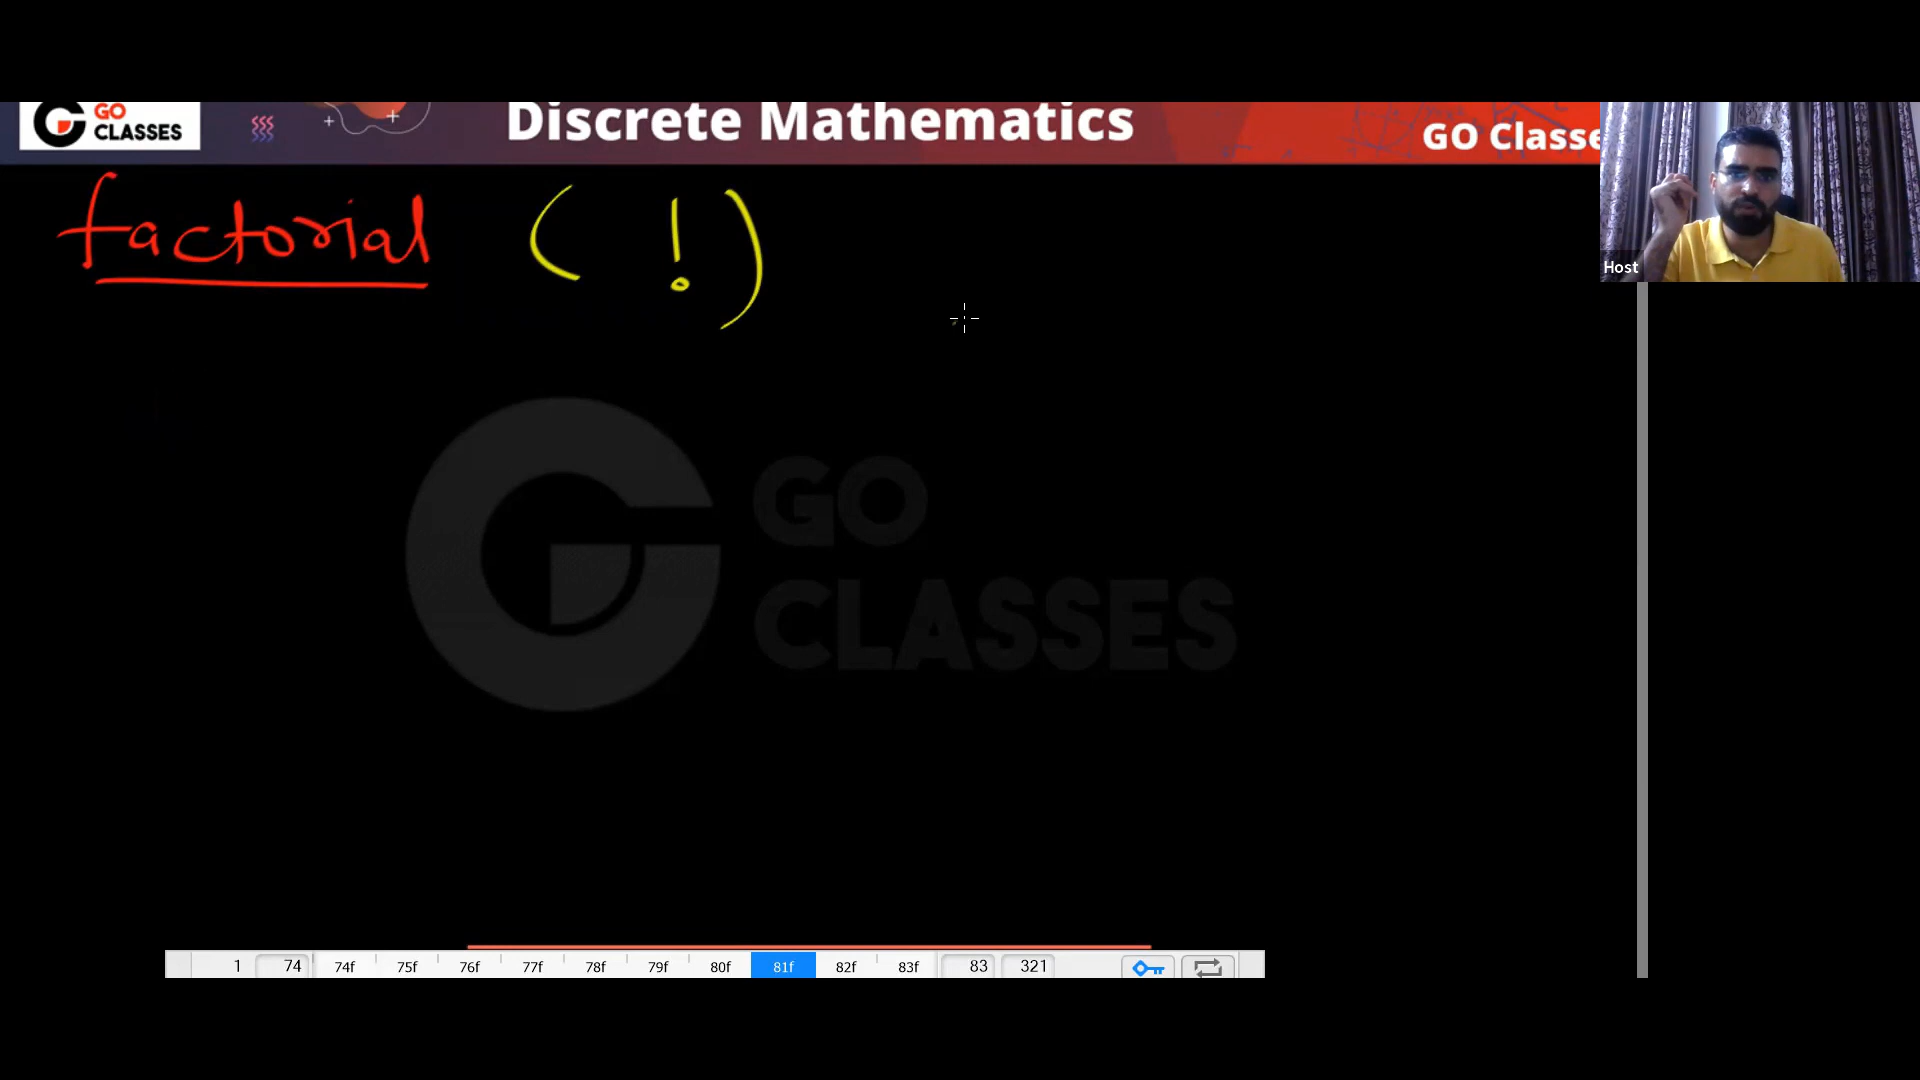 GO
CLASSES
Discrete Mathematics
GO Classe
Host
factorial ( ! )
GO
CLASSES
1 74 74f 75f 76f 77f 78f 79f 80f 81f 82f 83f 83 321